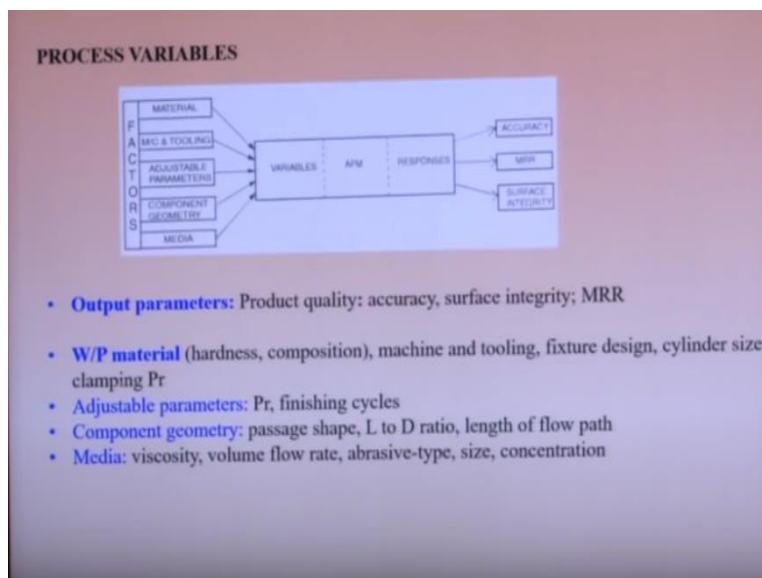 PROCESS VARIABLES
FACTORS
MATERIAL
M/C & TOOLING
ADJUSTABLE
PARAMETERS
COMPONENT
GEOMETRY
MEDIA
VARIABLES
AFM
RESPONSES
ACCURACY
MRR
SURFACE
INTEGRITY
• Output parameters: Product quality: accuracy, surface integrity; MRR
• W/P material (hardness, composition), machine and tooling, fixture design, cylinder size
clamping Pr
• Adjustable parameters: Pr, finishing cycles
• Component geometry: passage shape, L to D ratio, length of flow path
• Media: viscosity, volume flow rate, abrasive-type, size, concentration